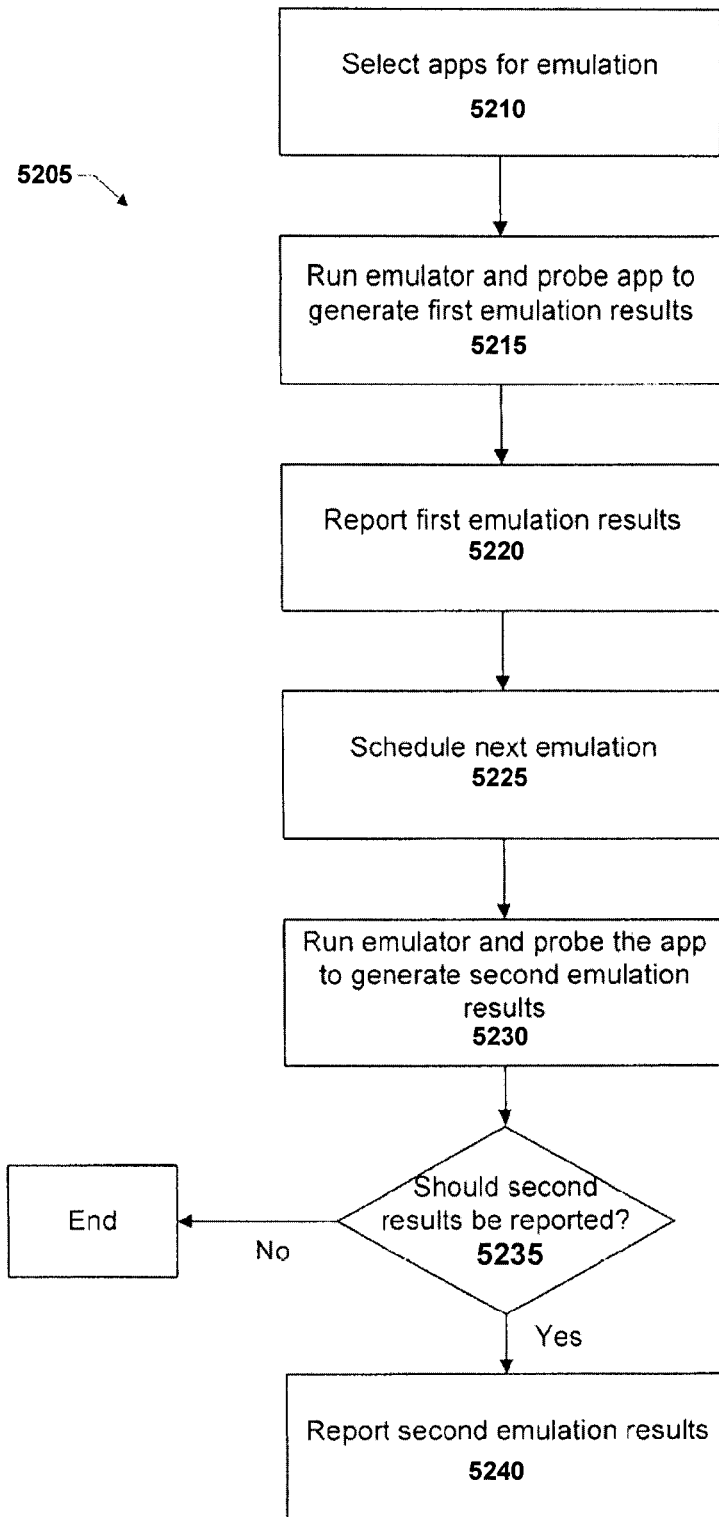 Select apps for emulation
5210
5205
Run emulator and probe app to
generate first emulation results
5215
Report first emulation results
5220
Schedule next emulation
5225
Run emulator and probe the app
to generate second emulation
results
5230
Should second
results be reported?
5235
End
No
Yes
Report second emulation results
5240